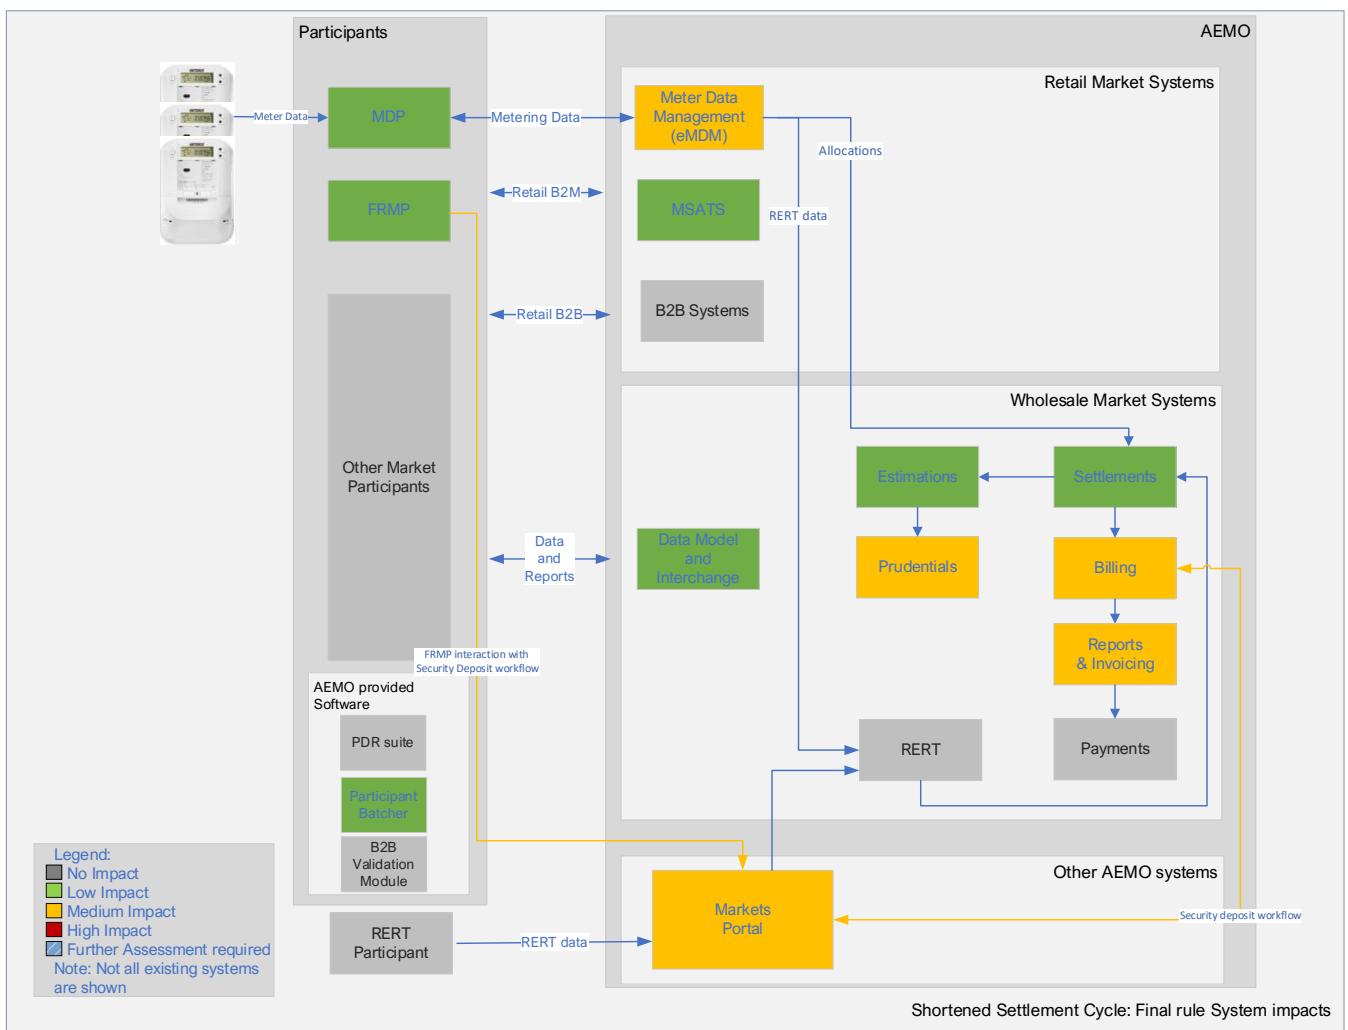 Participants
AEMO
Retail Market Systems
MDP
Meter Data
Metering Data
Meter Data
Management
(eMDM)
Allocations
FRMP
Retail B2M
MSATS
RERT data
Retail B2B
B2B Systems
Wholesale Market Systems
Other Market
Participants
Estimations
Settlements
Data
and
Reports
Data Model
and
Interchange
Prudentials
Billing
FRMP interaction with
Security Deposit workflow
Reports
& Invoicing
AEMO provided
Software
PDR suite
RERT
Payments
Participant
Batcher
B2B
Validation
Module
Legend:
No Impact
Low Impact
Medium Impact
High Impact
Further Assessment required
Note: Not all existing systems
are shown
Other AEMO systems
Markets
Portal
Security deposit workflow
RERT
Participant
RERT data
Shortened Settlement Cycle: Final rule System impacts